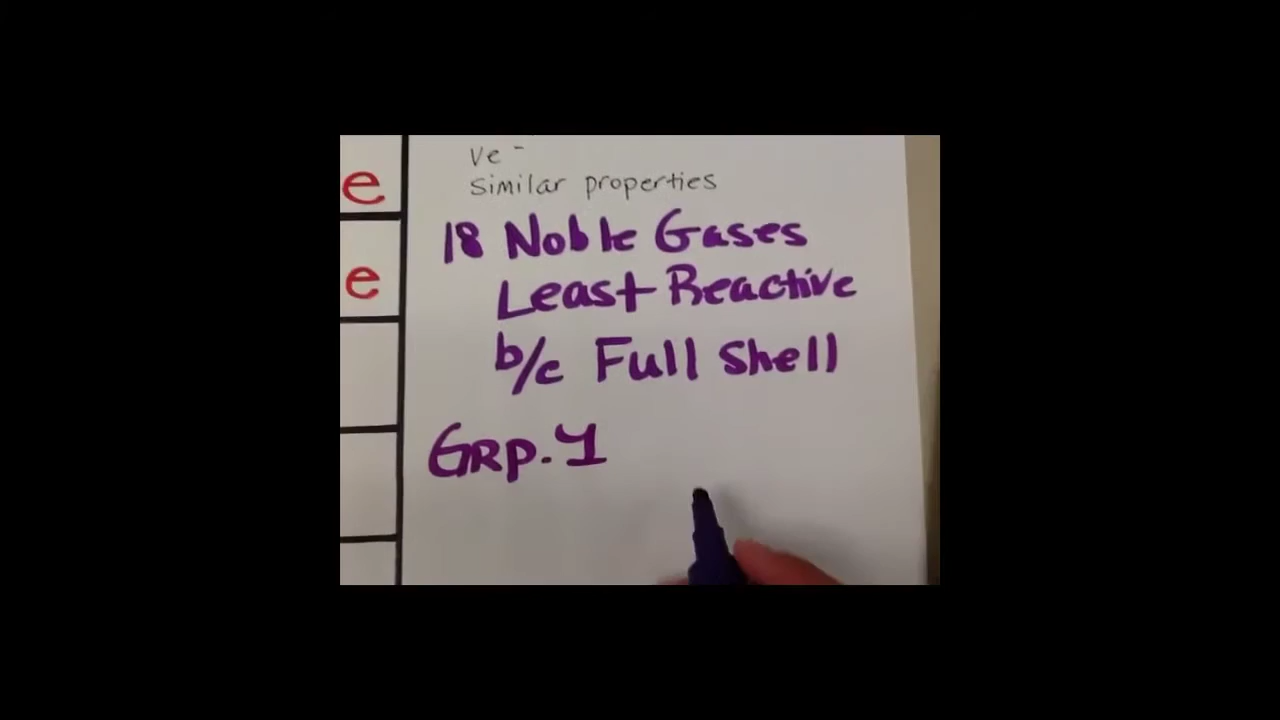 e
e
ve -
similar properties
18 Noble Gases
Least Reactive
b/c Full Shell
GRP. 1